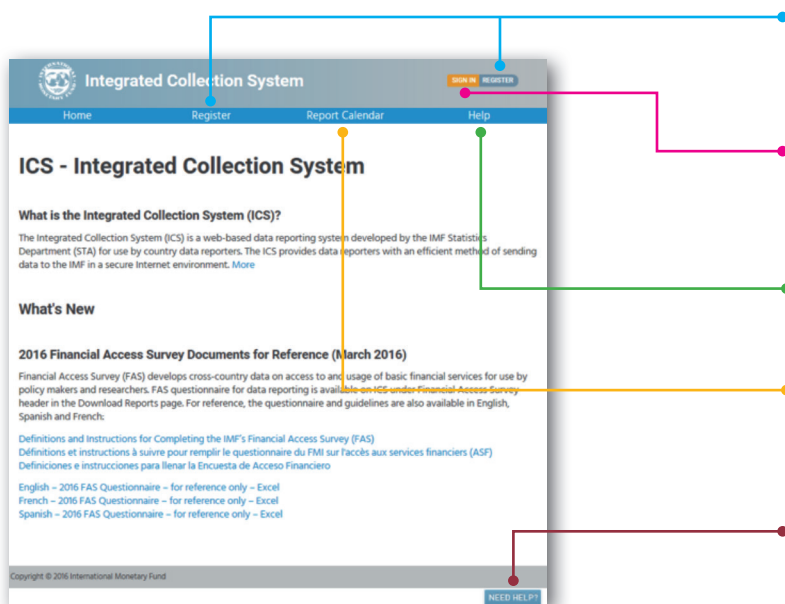 Integrated Collection System
SIGN IN REGISTER
Home Register Report Calendar Help
ICS - Integrated Collection System
What is the Integrated Collection System (ICS)?
The Integrated Collection System (ICS) is a web-based data reporting system developed by the IMF Statistics
Department (STA) for use by country data reporters. The ICS provides data reporters with an efficient method of sending
data to the IMF in a secure Internet environment. More
What's New
2016 Financial Access Survey Documents for Reference (March 2016)
Financial Access Survey (FAS) develops cross-country data on access to and usage of basic financial services for use by
policy makers and researchers. FAS questionnaire for data reporting is available on ICS under Financial Access Survey
header in the Download Reports page. For reference, the questionnaire and guidelines are also available in English,
Spanish and French:
Definitions and Instructions for Completing the IMF's Financial Access Survey (FAS)
Définitions et instructions à suivre pour remplir le questionnaire du FMI sur l'accès aux services financiers (ASF)
Definiciones e instrucciones para llenar la Encuesta de Acceso Financiero
English – 2016 FAS Questionnaire – for reference only – Excel
French – 2016 FAS Questionnaire – for reference only – Excel
Spanish – 2016 FAS Questionnaire – for reference only – Excel
Copyright © 2016 International Monetary Fund
NEED HELP?